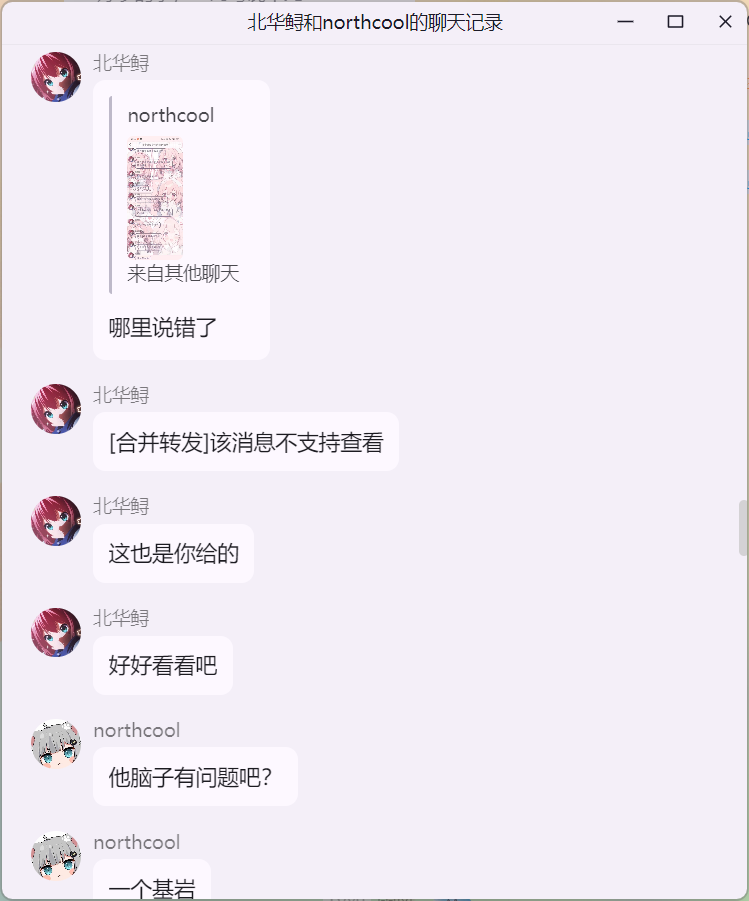 北华鲟和northcool的聊天记录
北华鲟
northcool
来自其他聊天
哪里说错了
北华鲟
[合并转发]该消息不支持查看
北华鲟
这也是你给的
北华鲟
好好看看吧
northcool
他脑子有问题吧?
northcool
一个基岩